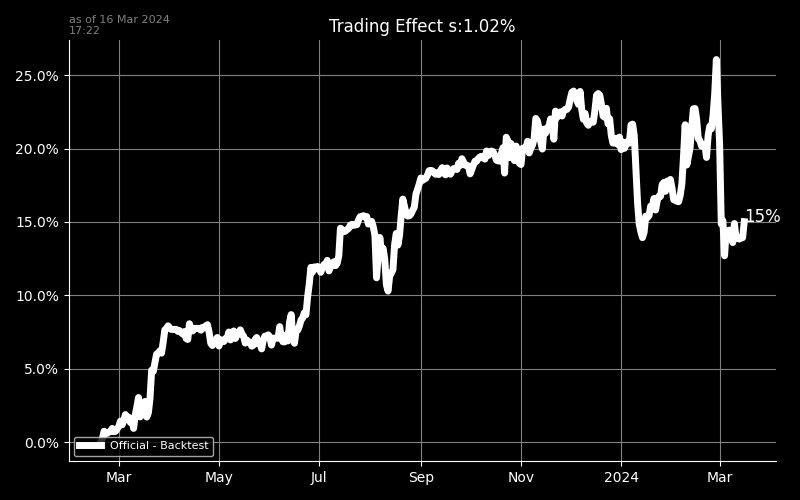 as of 16 Mar 2024
17:22
Trading Effect s:1.02%
25.0%
20.0%
15.0%
15%
10.0%
5.0%
0.0%
Official - Backtest
Mar May Jul Sep Nov 2024 Mar